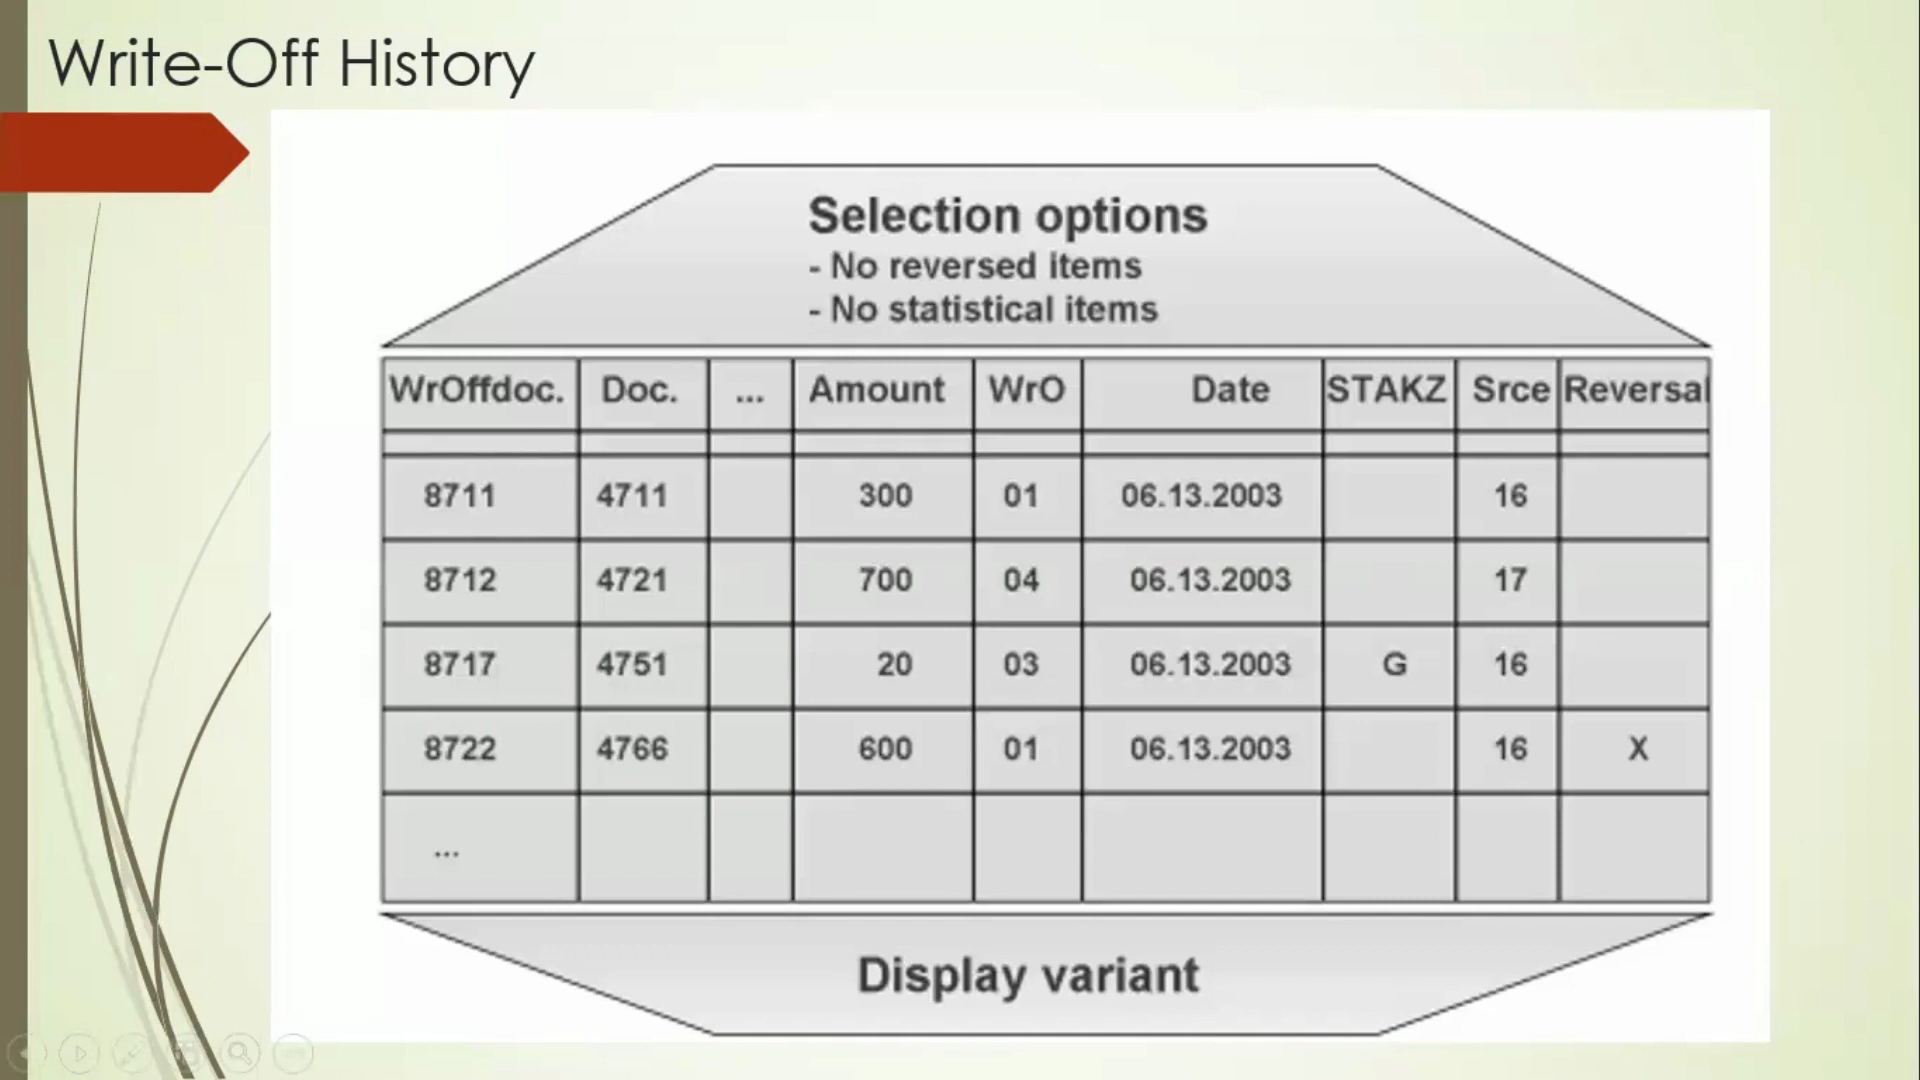 Write-Off History
Selection options
- No reversed items
- No statistical items
WrOffdoc. Doc. ... Amount WrO Date STAKZ Srce Reversal
8711 4711 300 01 06.13.2003 16
8712 4721 700 04 06.13.2003 17
8717 4751 20 03 06.13.2003 G 16
8722 4766 600 01 06.13.2003 16 X
...
Display variant